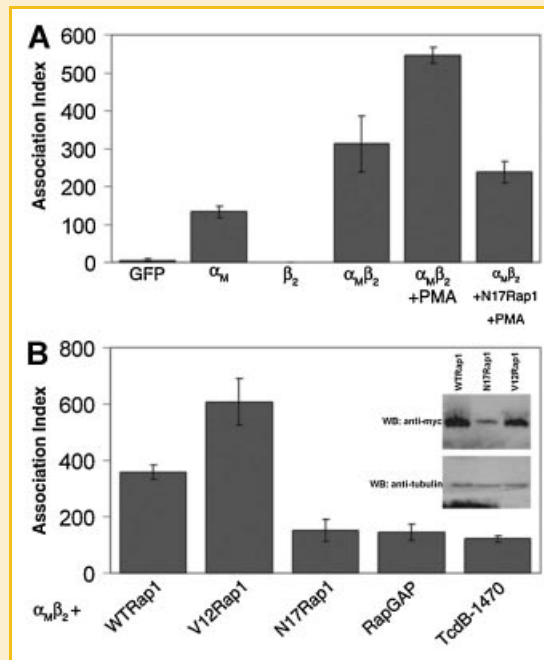 A
600
500
400
300
200
100
0
Association Index
GFP
αM
β2
αMβ2
αMβ2
+PMA
αMβ2
+N17Rap1
+PMA
B
800
600
400
200
0
Association Index
WTRap1
N17Rap1
V12Rap1
WB: anti-myc
WB: anti-tubulin
αMβ2 +
WTRap1
V12Rap1
N17Rap1
RapGAP
TcdB-1470